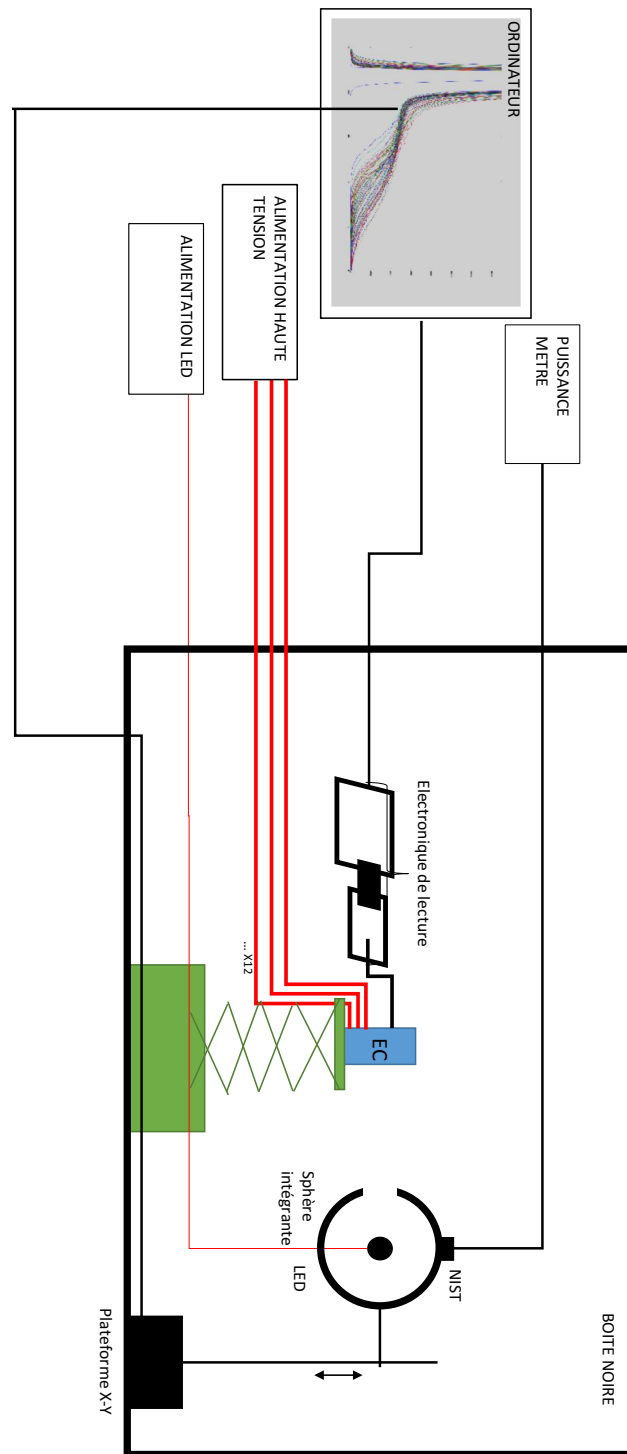 BOITE NOIRE
PUISSANCE
METRE
ORDINATEUR
NIST
Electronique de lecture
EC
Sphère
intégrante
LED
ALIMENTATION HAUTE
TENSION
... X12
ALIMENTATION LED
Plateforme X-Y